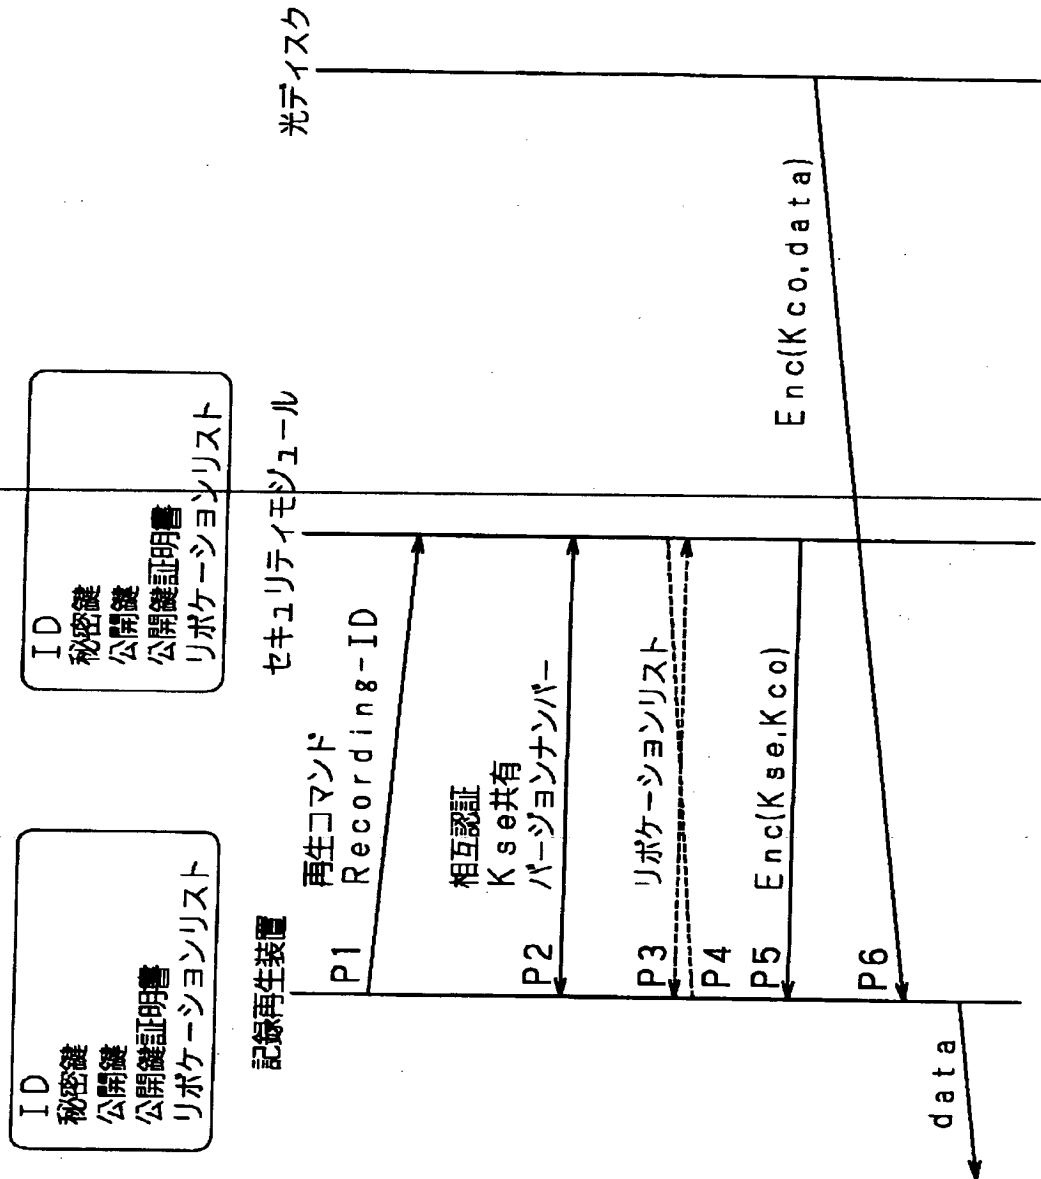 ID
秘密鍵
公開鍵
公開鍵証明書
リボケーションリスト
ID
秘密鍵
公開鍵
公開鍵証明書
リボケーションリスト
記録再生装置
セキュリティモジュール
光ディスク
P1
再生コマンド
Recording-ID
P2
相互認証
Kse共有
バージョンナンバー
P3
リボケーションリスト
P4
P5
Enc(Kse,Kco)
P6
Enc(Kco,data)
data